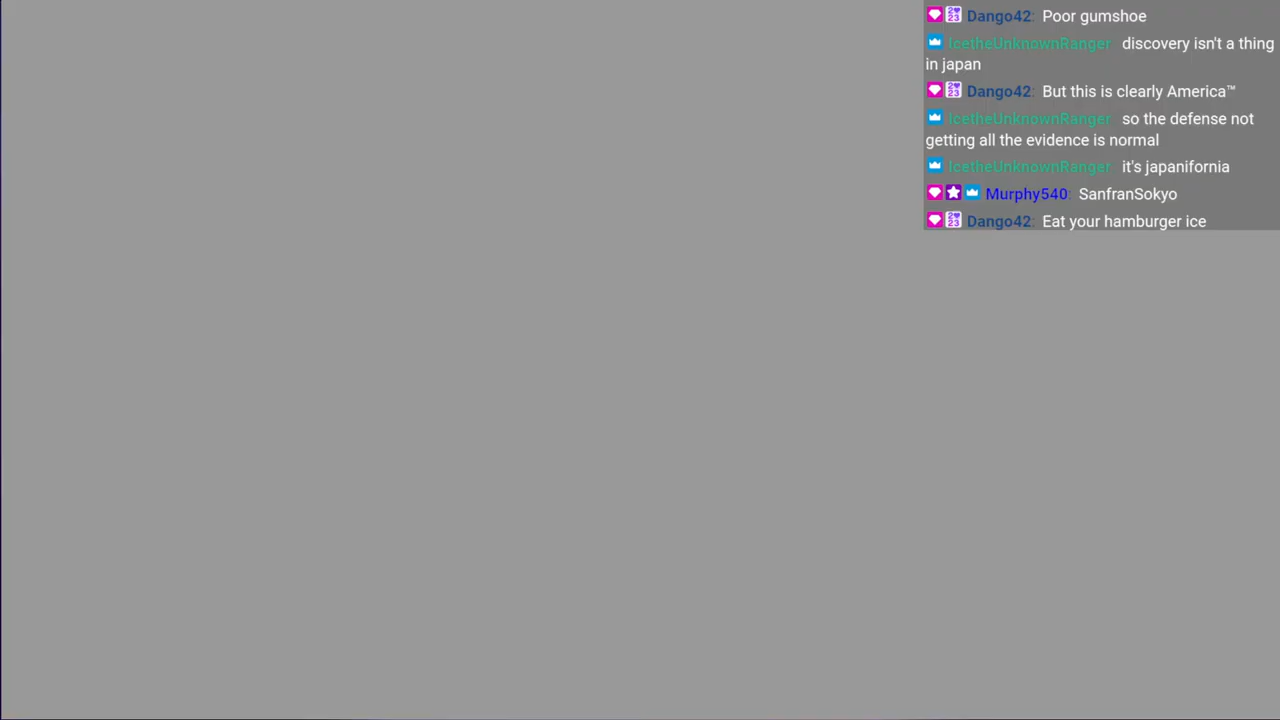 Dango42: Poor gumshoe
IcetheUnknownRanger discovery isn't a thing
in japan
Dango42: But this is clearly America™
IcetheUnknownRanger so the defense not
getting all the evidence is normal
IcetheUnknownRanger it's japanifornia
Murphy540: SanfranSokyo
Dango42: Eat your hamburger ice